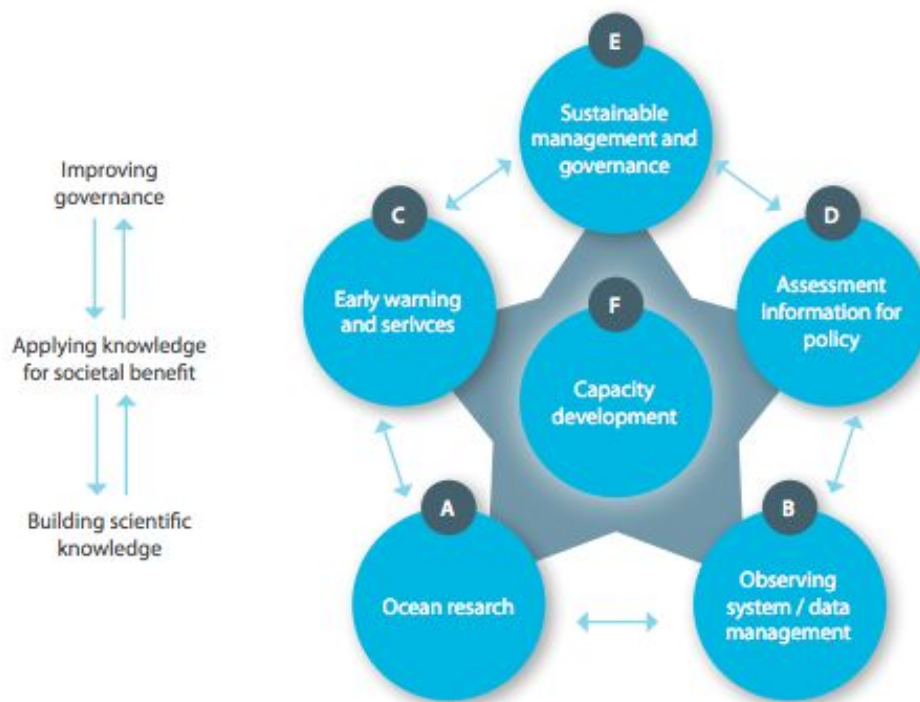 E
Sustainable
management and
governance
Improving
governance
C
D
Early warning
and serivces
Assessment
information for
policy
F
Applying knowledge
for societal benefit
Capacity
development
A
B
Building scientific
knowledge
Ocean resarch
Observing
system / data
management